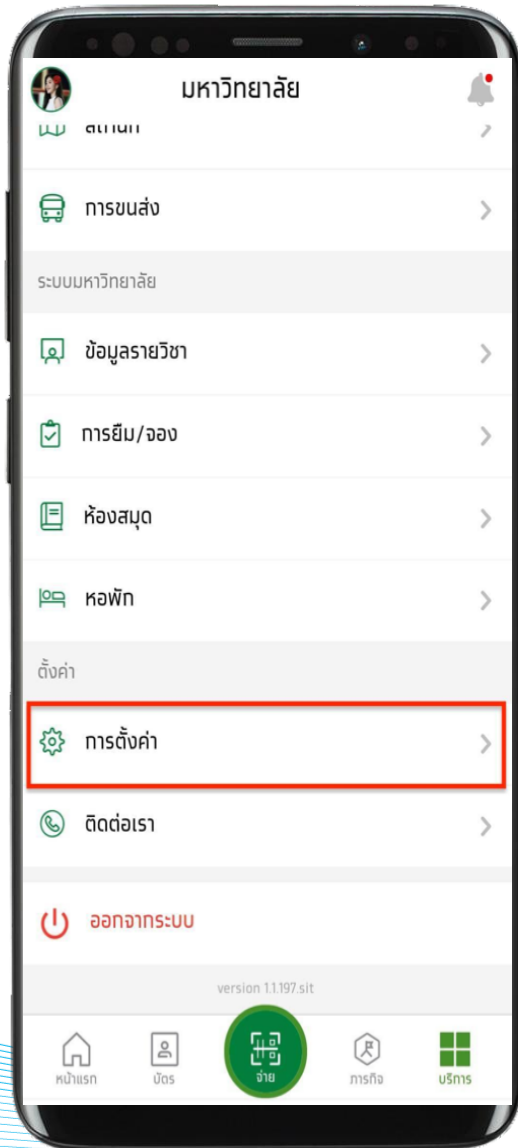 มหาวิทยาลัย
การขนส่ง
ระบบมหาวิทยาลัย
ข้อมูลรายวิชา
การยืม/จอง
ห้องสมุด
หอพัก
ตั้งค่า
การตั้งค่า
ติดต่อเรา
ออกจากระบบ
version 1.1.197.sit
หน้าแรก
บัตร
จ่าย
ภารกิจ
บริการ